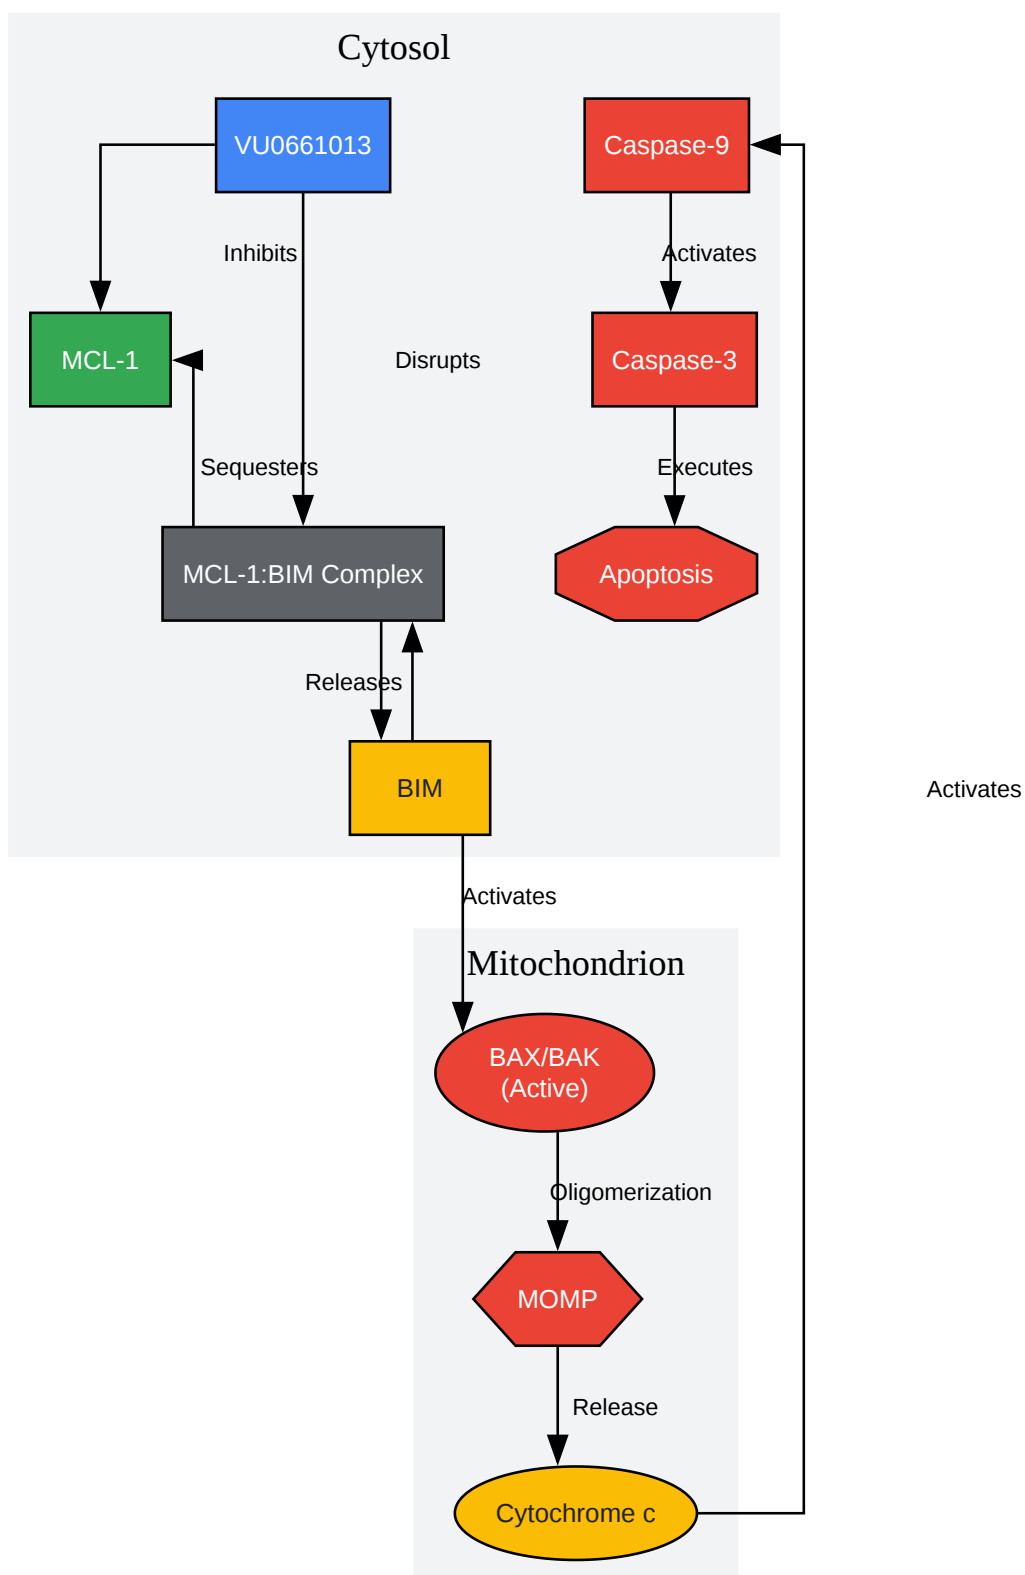 Cytosol
VU0661013
Caspase-9
Inhibits
Activates
MCL-1
Disrupts
Caspase-3
Sequesters
Executes
MCL-1:BIM Complex
Apoptosis
Releases
BIM
Activates
Activates
Mitochondrion
BAX/BAK
(Active)
Oligomerization
MOMP
Release
Cytochrome c